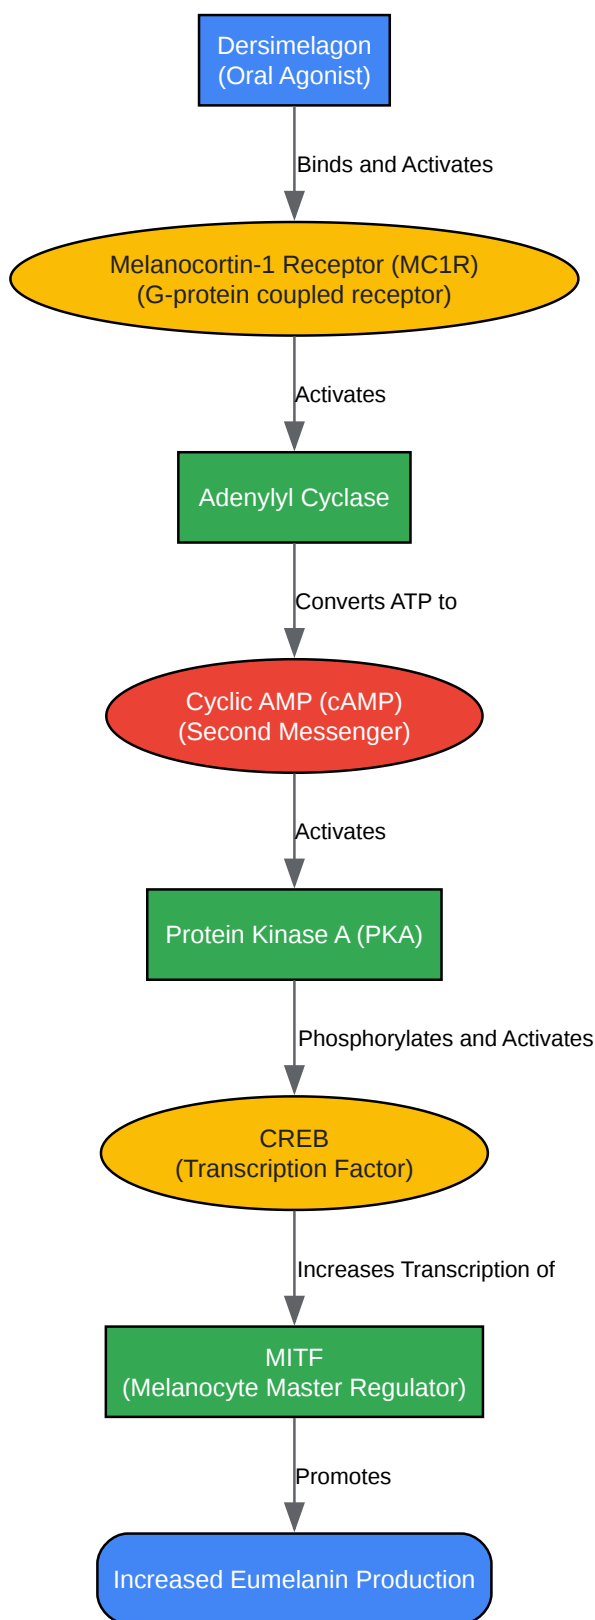 Dersimelagon
(Oral Agonist)
Binds and Activates
Melanocortin-1 Receptor (MC1R)
(G-protein coupled receptor)
Activates
Adenylyl Cyclase
Converts ATP to
Cyclic AMP (cAMP)
(Second Messenger)
Activates
Protein Kinase A (PKA)
Phosphorylates and Activates
CREB
(Transcription Factor)
Increases Transcription of
MITF
(Melanocyte Master Regulator)
Promotes
Increased Eumelanin Production